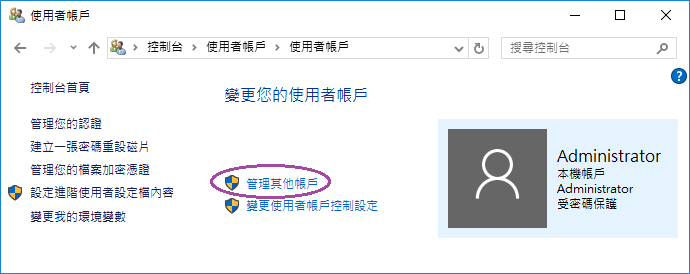 使用者帳戶
控制台 使用者帳戶 使用者帳戶
搜尋控制台
?
控制台首頁
管理您的認證
建立一張密碼重設磁片
管理您的檔案加密憑證
設定進階使用者設定檔內容
變更我的環境變數
變更您的使用者帳戶
管理其他帳戶
變更使用者帳戶控制設定
Administrator
本機帳戶
Administrator
受密碼保護